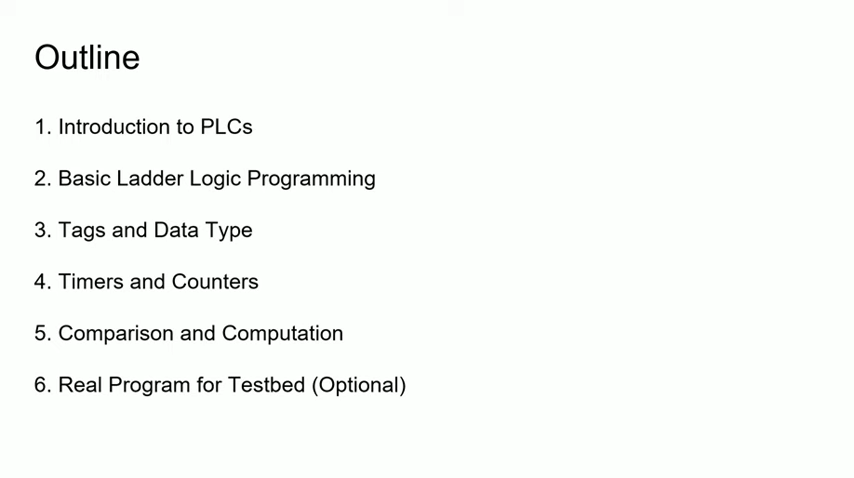 Outline
1. Introduction to PLCs
2. Basic Ladder Logic Programming
3. Tags and Data Type
4. Timers and Counters
5. Comparison and Computation
6. Real Program for Testbed (Optional)